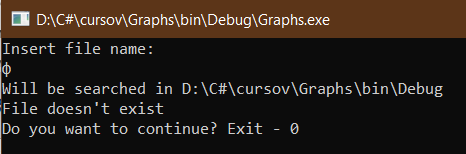 D:\C#\cursov\Graphs\bin\Debug\Graphs.exe
Insert file name:
ф
Will be searched in D:\C#\cursov\Graphs\bin\Debug
File doesn't exist
Do you want to continue? Exit - 0